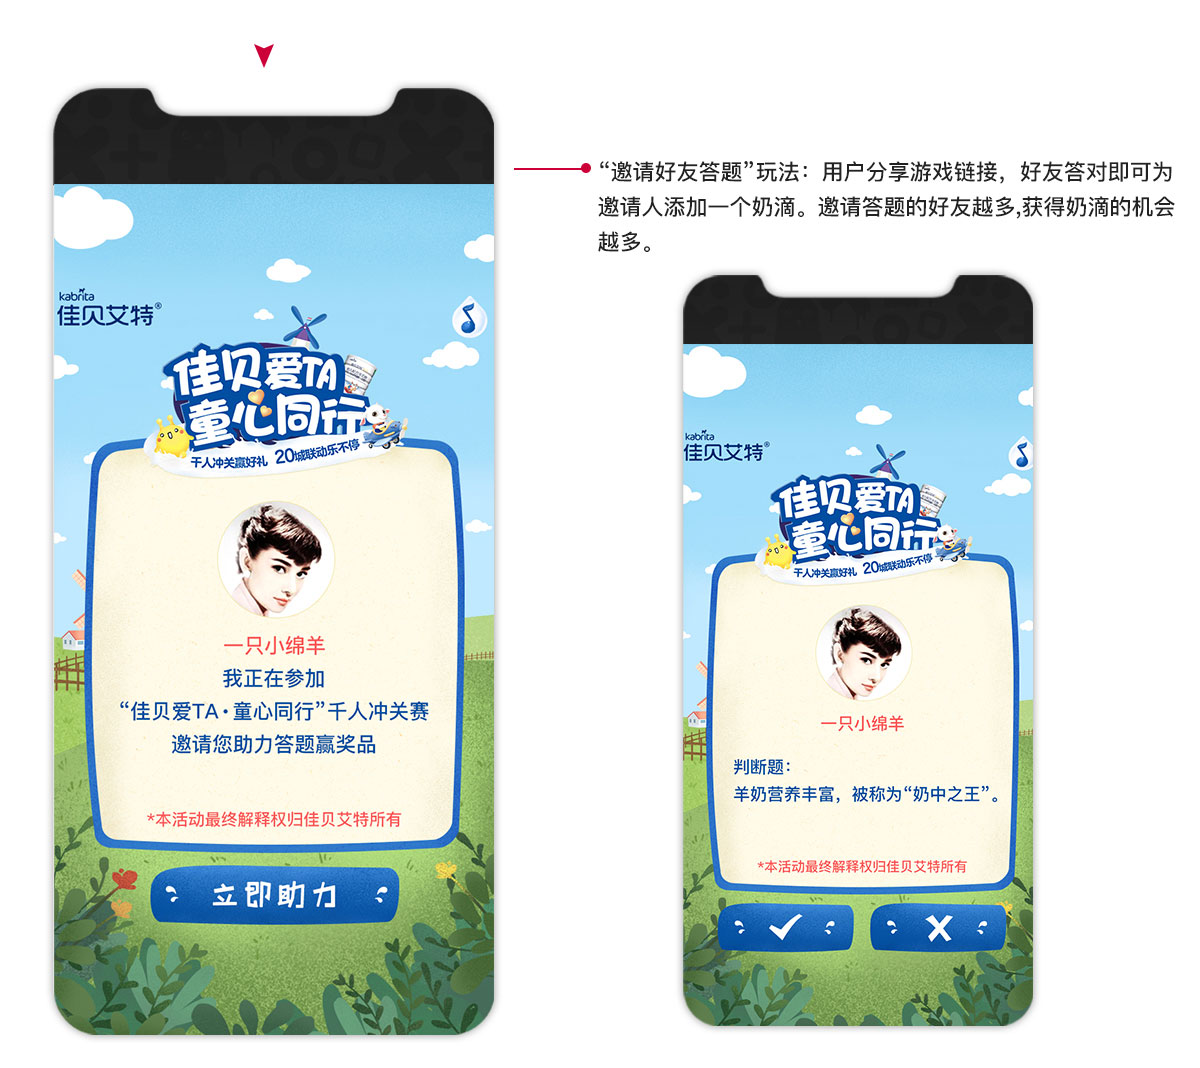 “邀请好友答题”玩法：用户分享游戏链接，好友答对即可为
邀请人添加一个奶滴。邀请答题的好友越多,获得奶滴的机会
越多。
kabrita
佳贝艾特®
佳贝爱TA
童心同行
千人冲关赢好礼 20城联动乐不停
一只小绵羊
我正在参加
“佳贝爱TA·童心同行”千人冲关赛
邀请您助力答题赢奖品
*本活动最终解释权归佳贝艾特所有
立即助力
kabrita
佳贝艾特®
佳贝爱TA
童心同行
千人冲关赢好礼 20城联动乐不停
一只小绵羊
判断题：
羊奶营养丰富，被称为“奶中之王”。
*本活动最终解释权归佳贝艾特所有